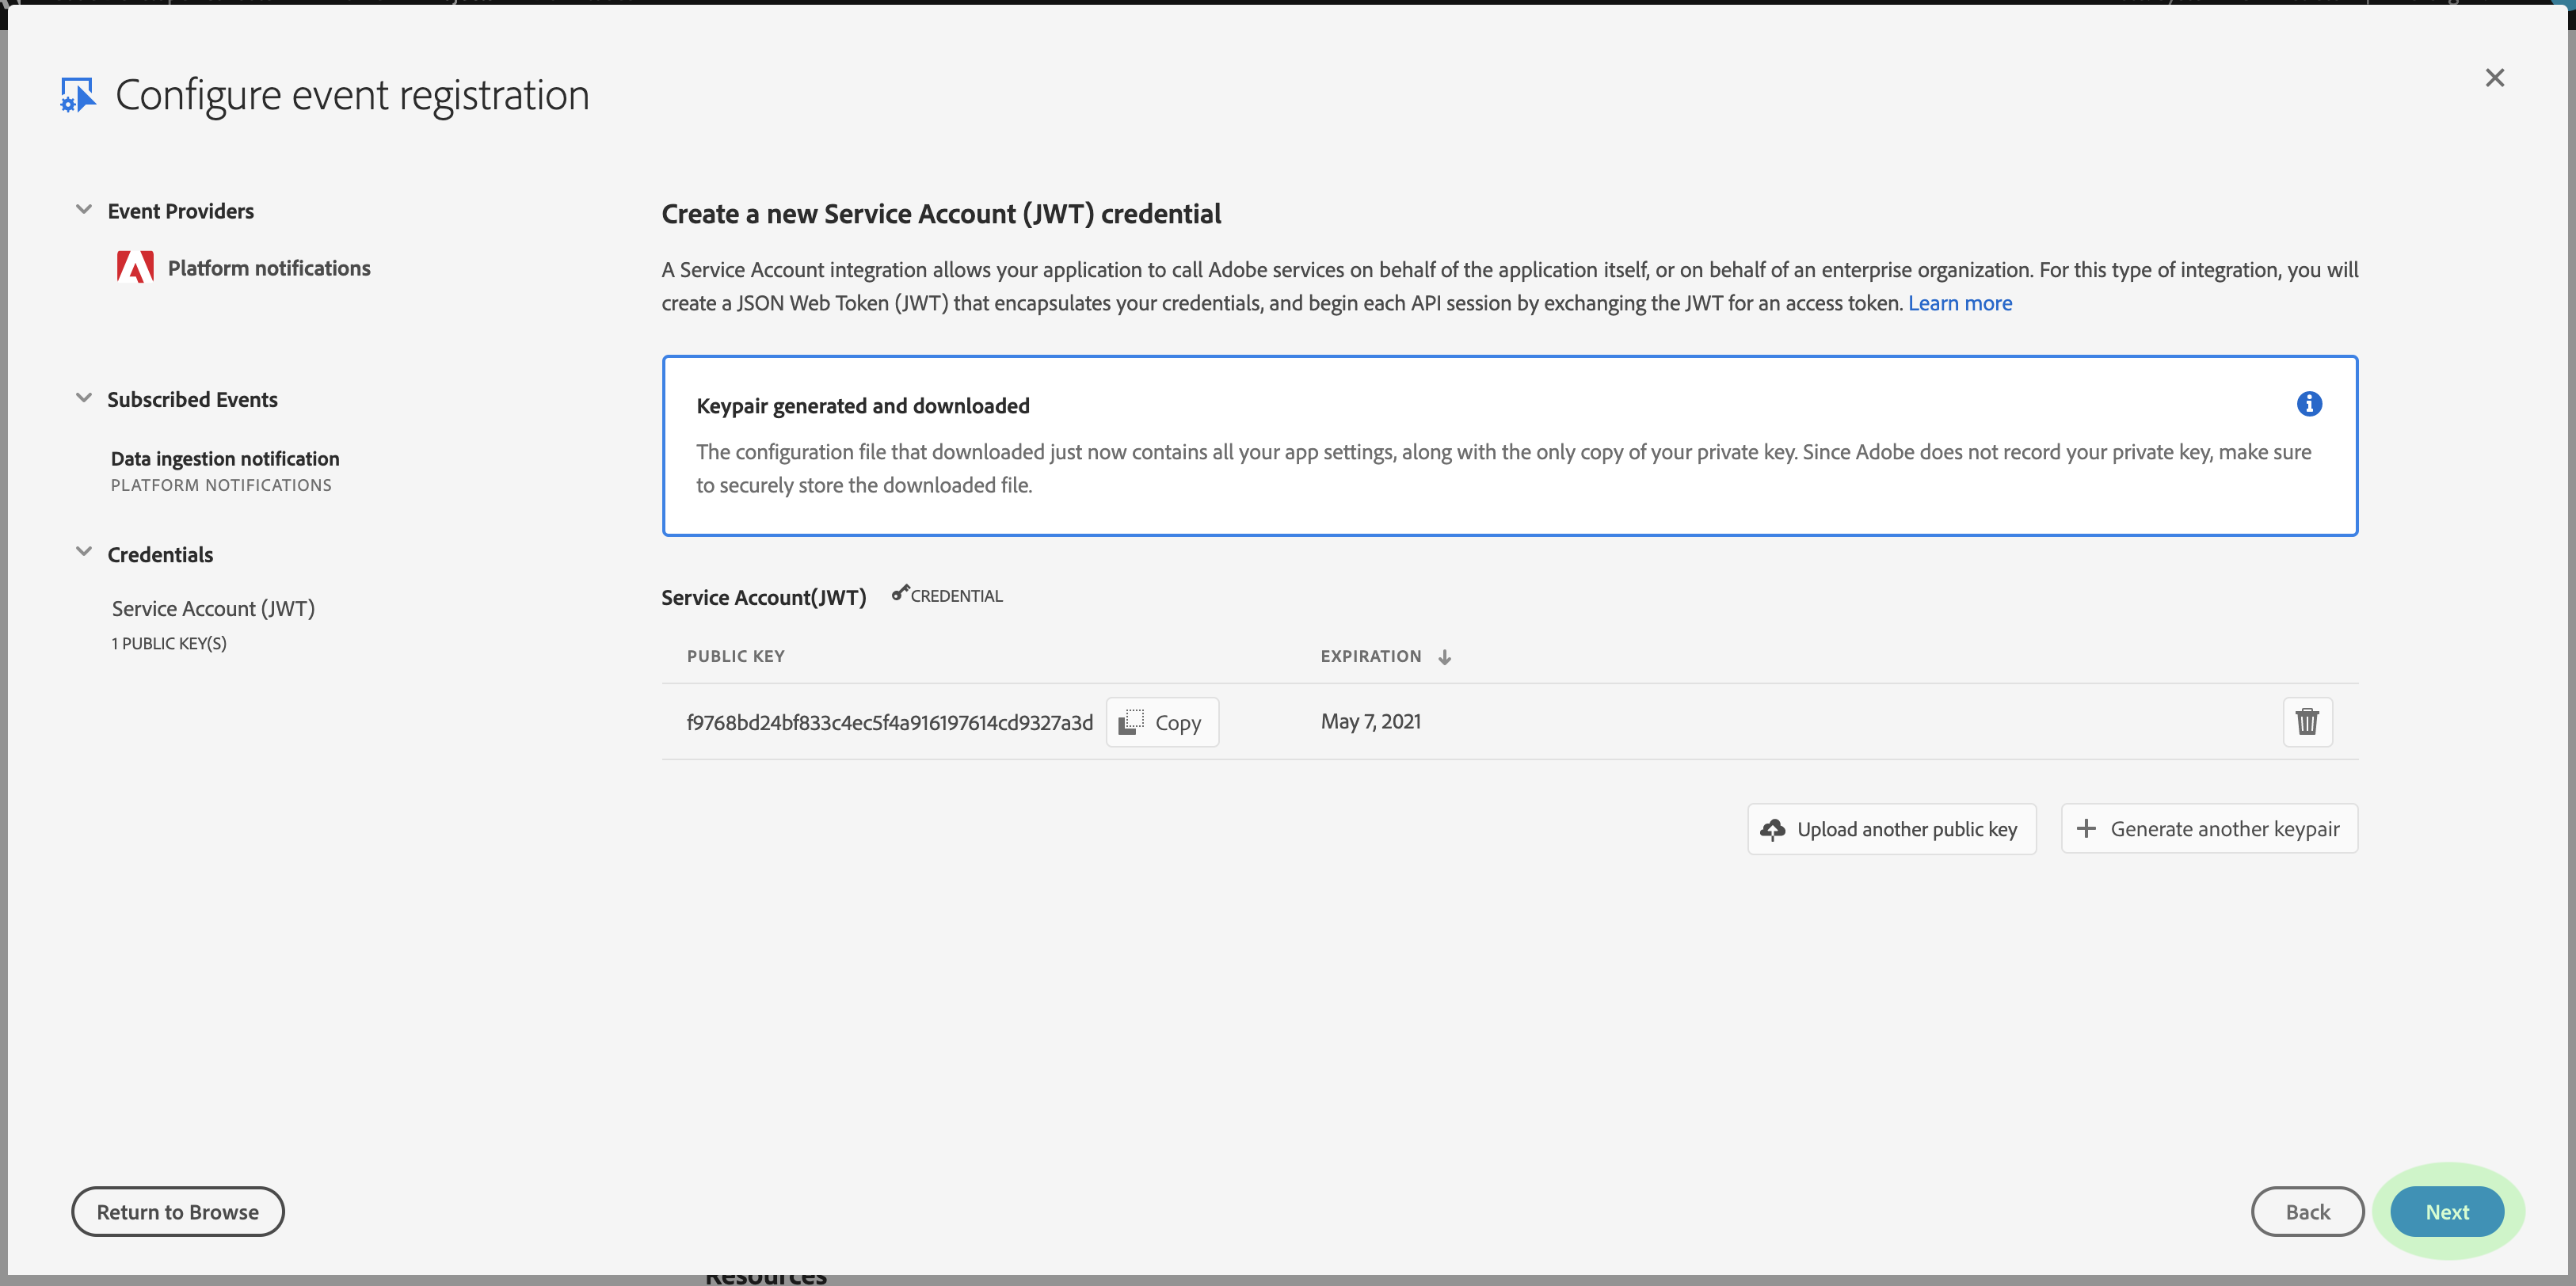 Configure event registration
Event Providers
Platform notifications
Subscribed Events
Data ingestion notification
PLATFORM NOTIFICATIONS
Credentials
Service Account (JWT)
1 PUBLIC KEY(S)
Create a new Service Account (JWT) credential
A Service Account integration allows your application to call Adobe services on behalf of the application itself, or on behalf of an enterprise organization. For this type of integration, you will
create a JSON Web Token (JWT) that encapsulates your credentials, and begin each API session by exchanging the JWT for an access token. Learn more
Keypair generated and downloaded
The configuration file that downloaded just now contains all your app settings, along with the only copy of your private key. Since Adobe does not record your private key, make sure
to securely store the downloaded file.
Service Account(JWT) CREDENTIAL
PUBLIC KEY EXPIRATION
f9768bd24bf833c4ec5f4a916197614cd9327a3d Copy May 7, 2021
Upload another public key Generate another keypair
Return to Browse Back Next
Resources